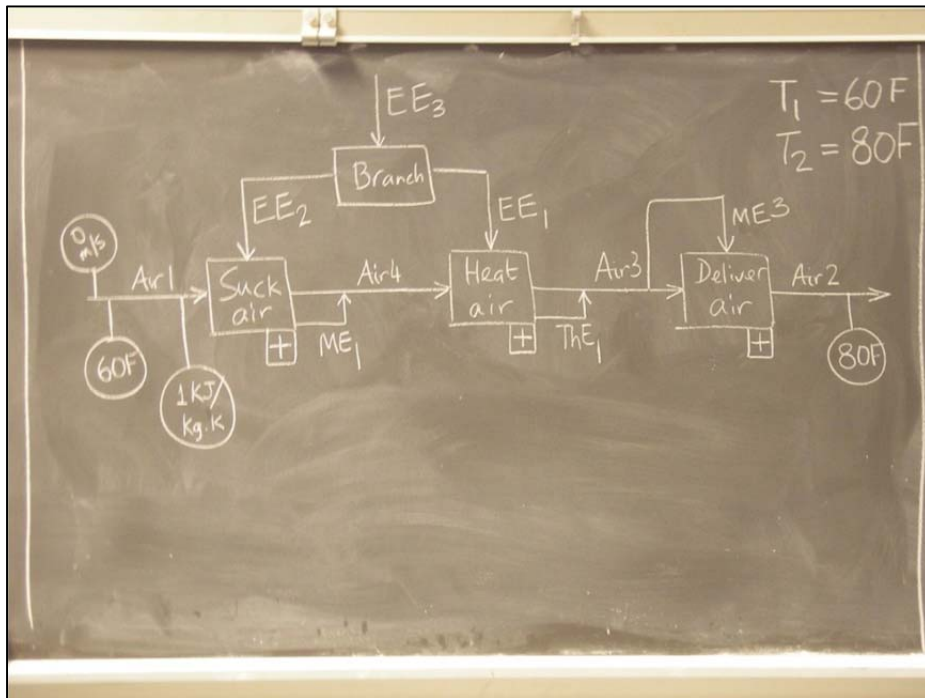 EE3
T1 = 60F
T2 = 80F
Branch
EE2
EE1
ME3
0
m/s
Air1
Suck
air
Air4
Heat
air
Air3
Deliver
air
Air2
+
ME1
+
ThE1
+
60F
80F
1KJ/
Kg.K